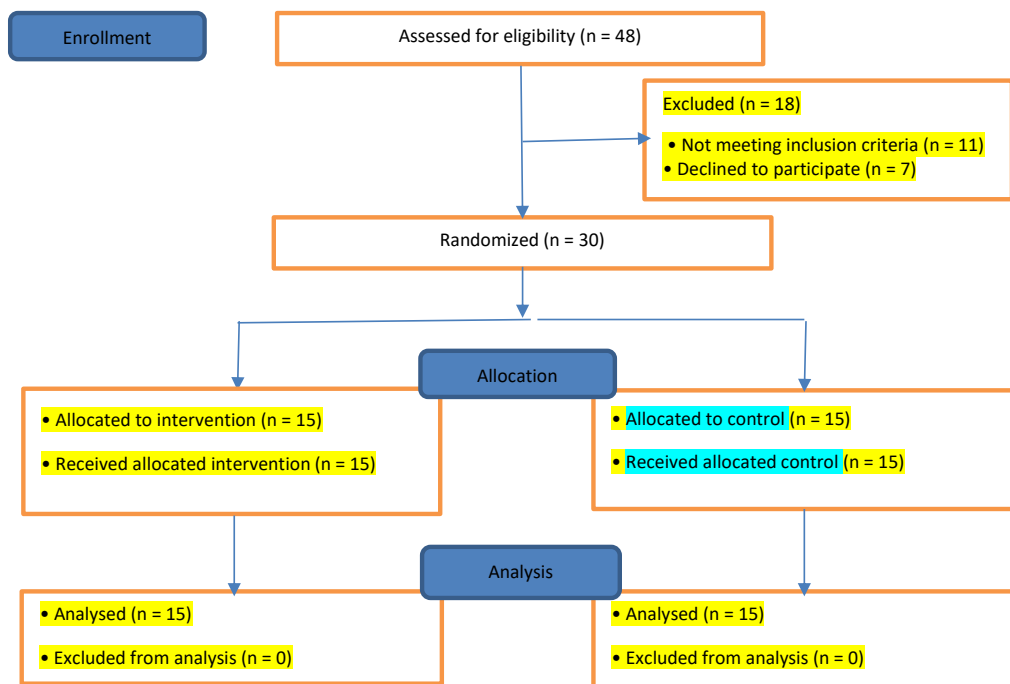 Enrollment
Assessed for eligibility (n = 48)
Excluded (n = 18)
• Not meeting inclusion criteria (n = 11)
• Declined to participate (n = 7)
Randomized (n = 30)
Allocation
• Allocated to intervention (n = 15)
• Received allocated intervention (n = 15)
• Allocated to control (n = 15)
• Received allocated control (n = 15)
Analysis
• Analysed (n = 15)
• Excluded from analysis (n = 0)
• Analysed (n = 15)
• Excluded from analysis (n = 0)